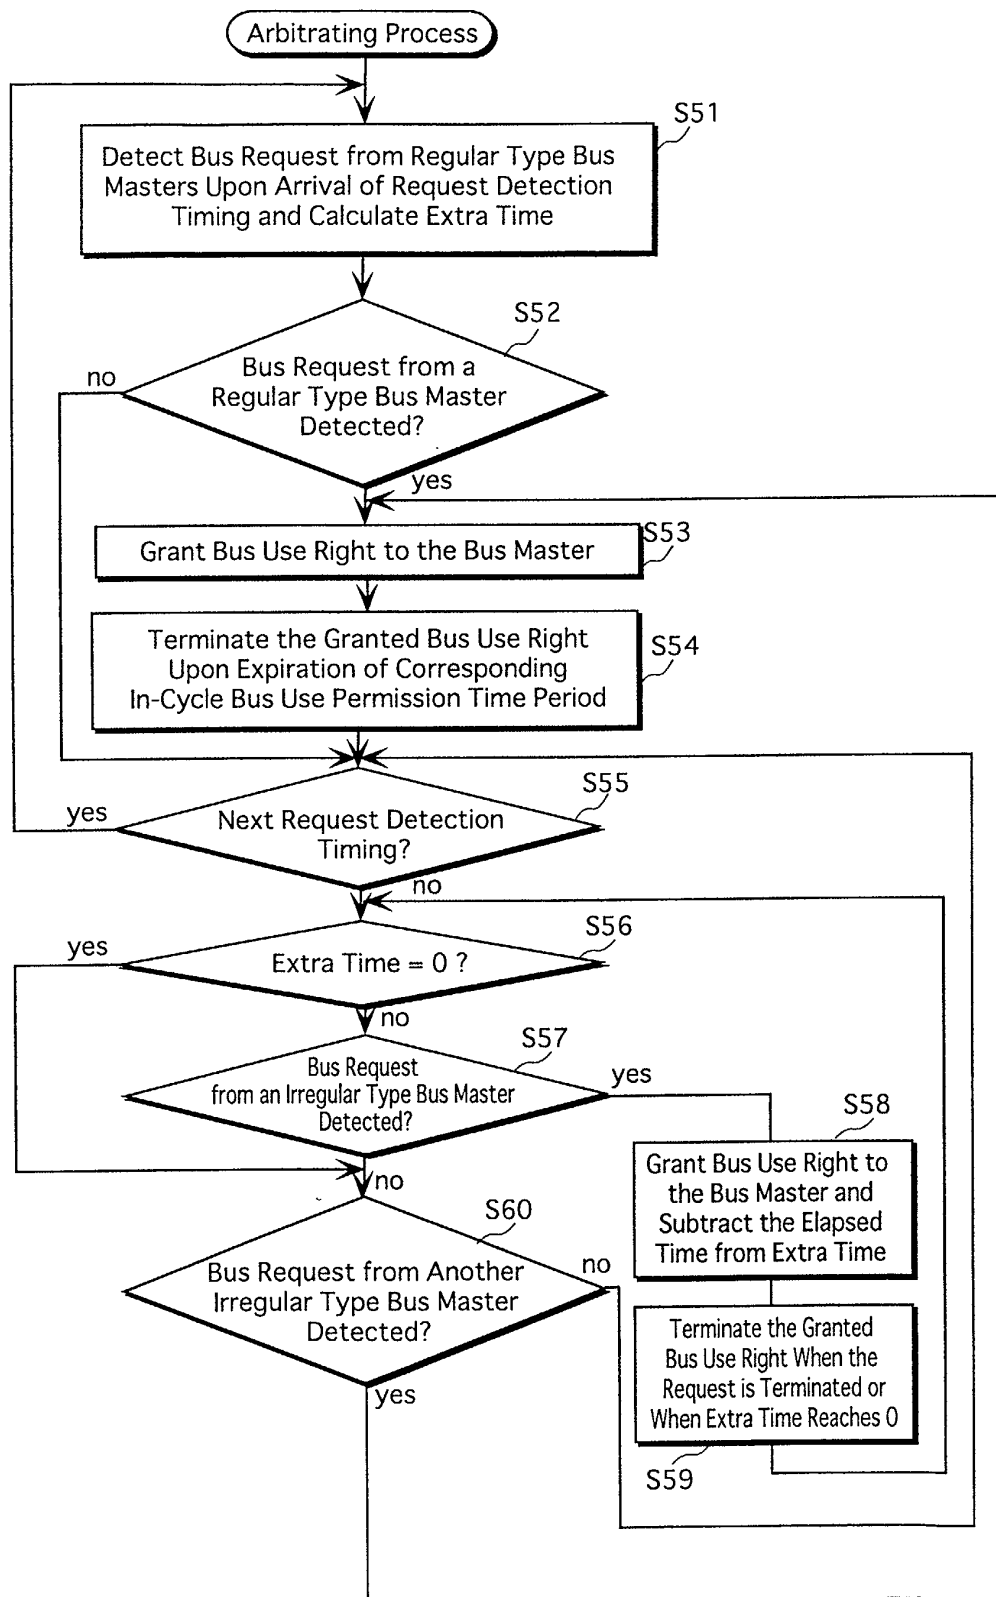 Arbitrating Process
S51
Detect Bus Request from Regular Type Bus
Masters Upon Arrival of Request Detection
Timing and Calculate Extra Time
S52
Bus Request from a
Regular Type Bus Master
Detected?
no
yes
S53
Grant Bus Use Right to the Bus Master
S54
Terminate the Granted Bus Use Right
Upon Expiration of Corresponding
In-Cycle Bus Use Permission Time Period
S55
yes
Next Request Detection
Timing?
no
S56
yes
Extra Time = 0 ?
no
S57
Bus Request
from an Irregular Type Bus Master
Detected?
yes
S58
Grant Bus Use Right to
the Bus Master and
Subtract the Elapsed
Time from Extra Time
no
S60
Bus Request from Another
Irregular Type Bus Master
Detected?
no
yes
Terminate the Granted
Bus Use Right When the
Request is Terminated or
When Extra Time Reaches 0
S59